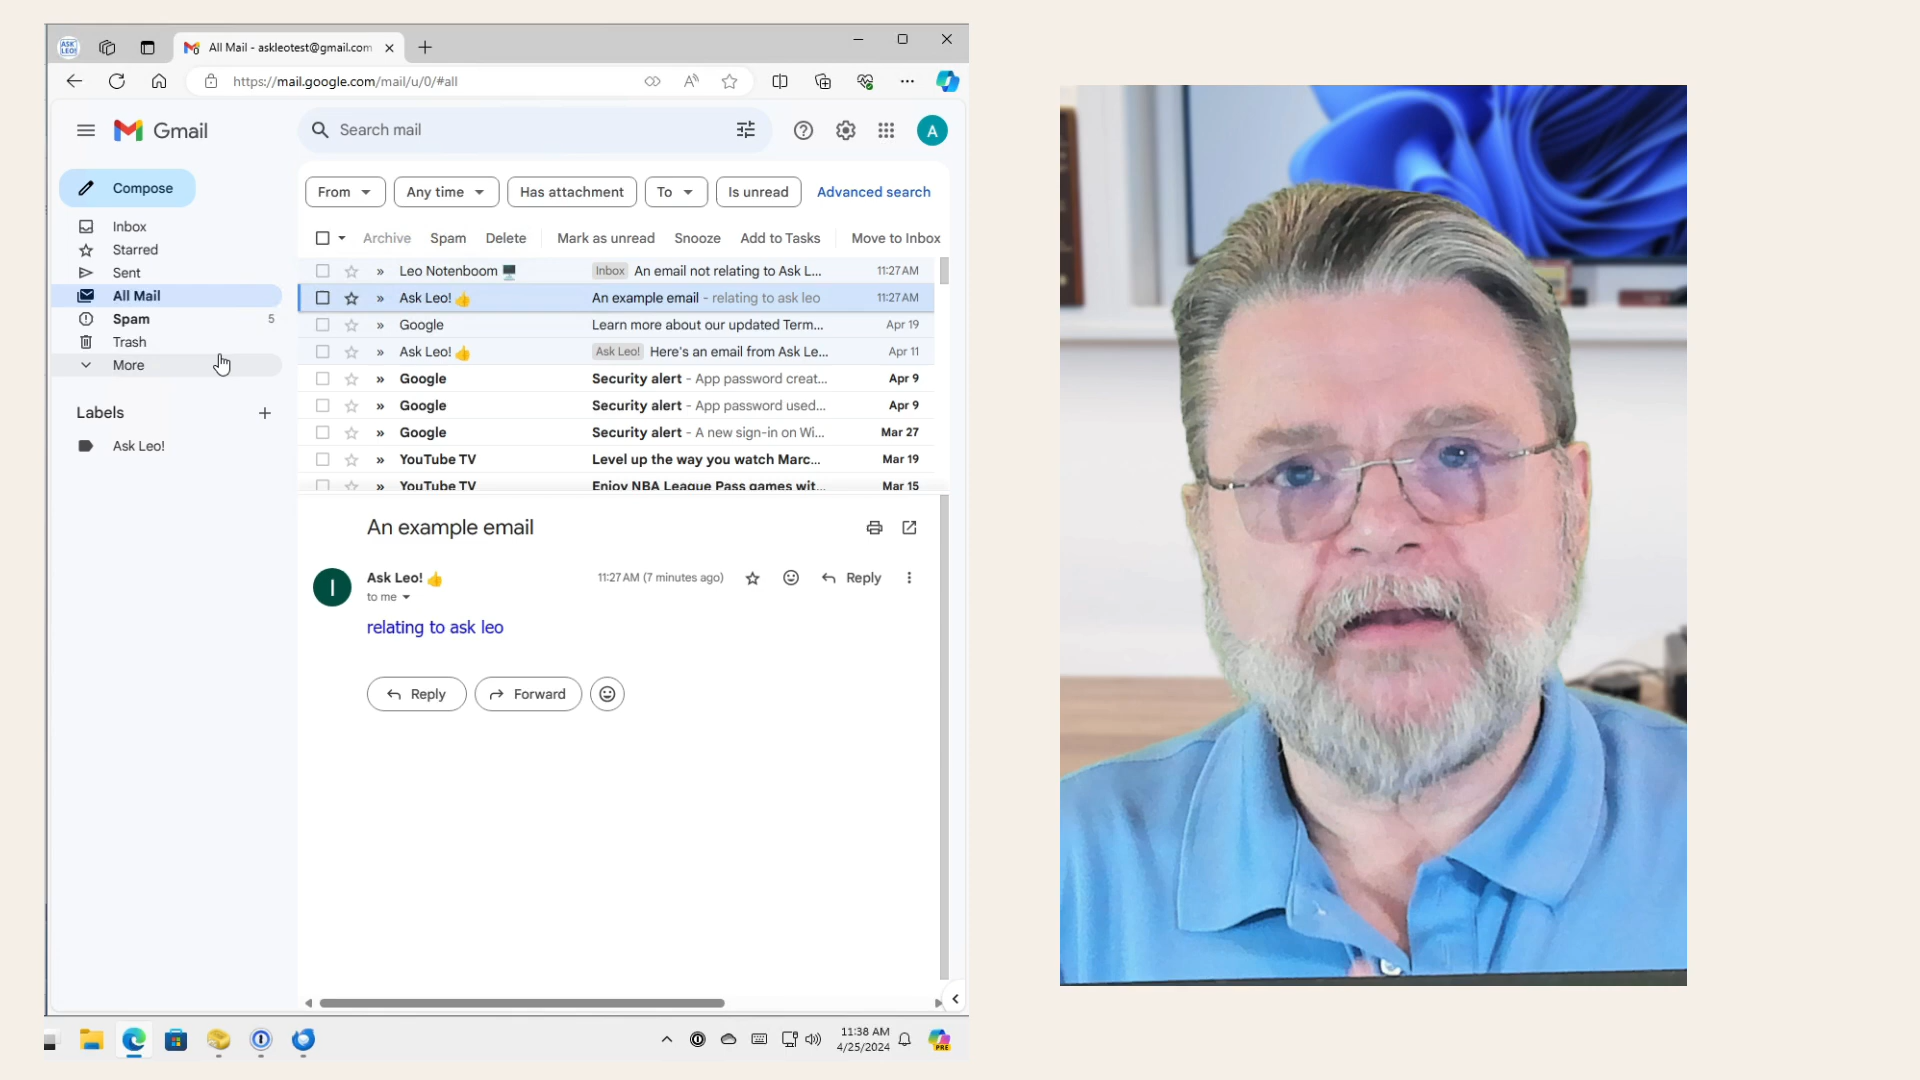 ASK LEO!
All Mail - askleotest@gmail.com
https://mail.google.com/mail/u/0/#all
Gmail
Search mail
A
Compose
Inbox
Starred
Sent
All Mail
Spam 5
Trash
More
Labels
Ask Leo!
From Any time Has attachment To Is unread Advanced search
Archive Spam Delete Mark as unread Snooze Add to Tasks Move to Inbox
Leo Notenboom Inbox An email not relating to Ask L... 11:27 AM
Ask Leo! An example email - relating to ask leo 11:27 AM
Google Learn more about our updated Term... Apr 19
Ask Leo! Ask Leo! Here's an email from Ask Le... Apr 11
Google Security alert - App password creat... Apr 9
Google Security alert - App password used... Apr 9
Google Security alert - A new sign-in on Wi... Mar 27
YouTube TV Level up the way you watch Marc... Mar 19
YouTube TV Enjoy NBA League Pass games wit... Mar 15
An example email
I
Ask Leo! 11:27 AM (7 minutes ago) Reply
to me
relating to ask leo
Reply Forward
11:38 AM
4/25/2024
PRE